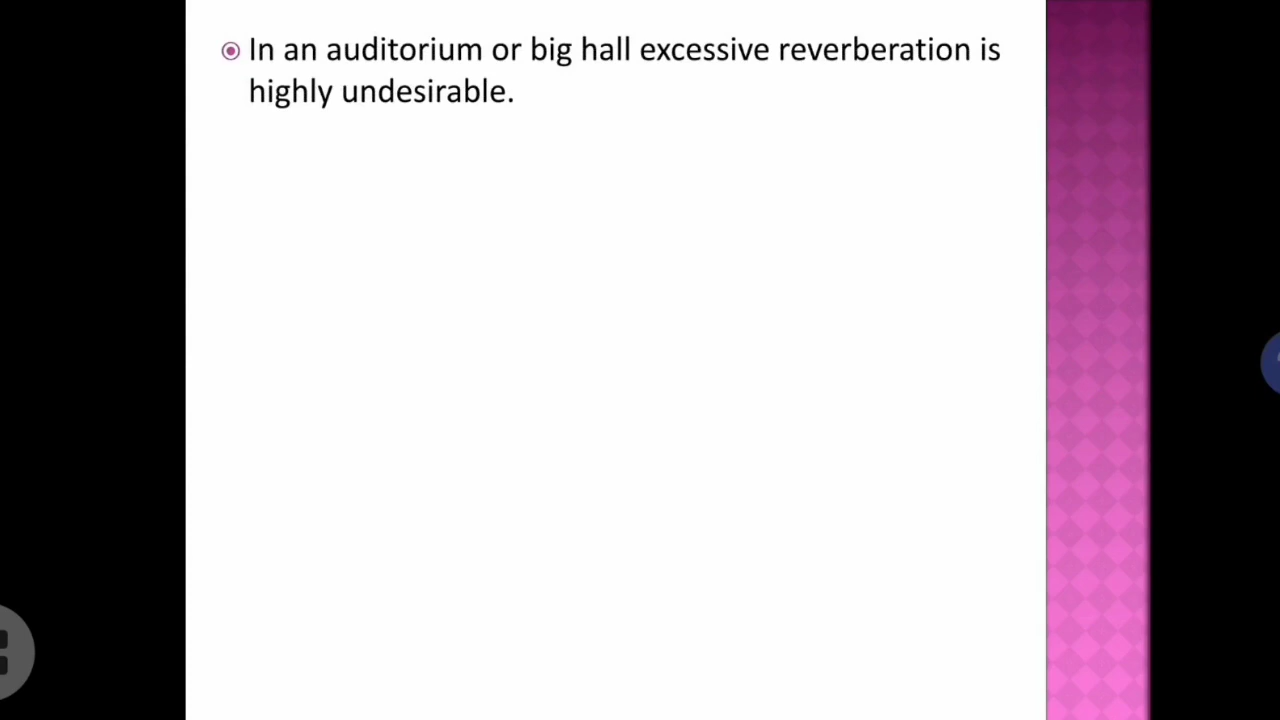 In an auditorium or big hall excessive reverberation is
highly undesirable.